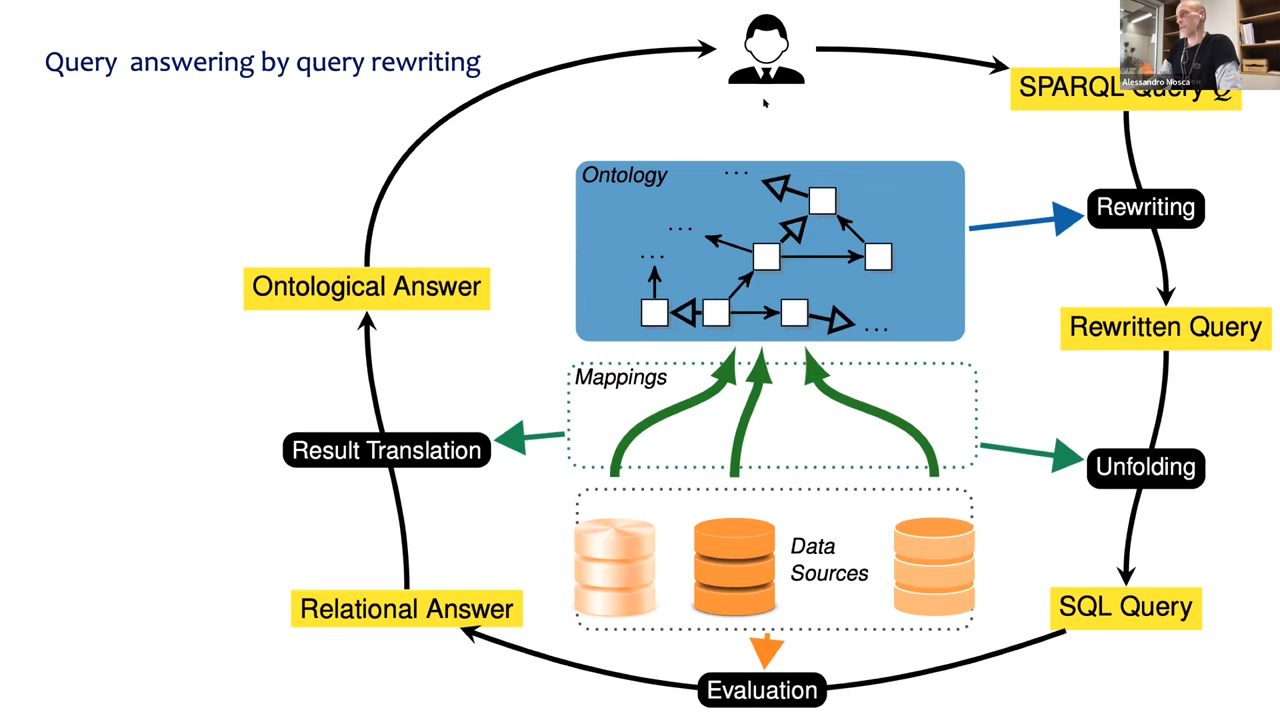 Query answering by query rewriting
Alessandro Mosca
SPARQL Query Q
Ontology
...
Rewriting
...
...
Ontological Answer
Rewritten Query
...
Mappings
Result Translation
Unfolding
Data
Sources
Relational Answer
SQL Query
Evaluation